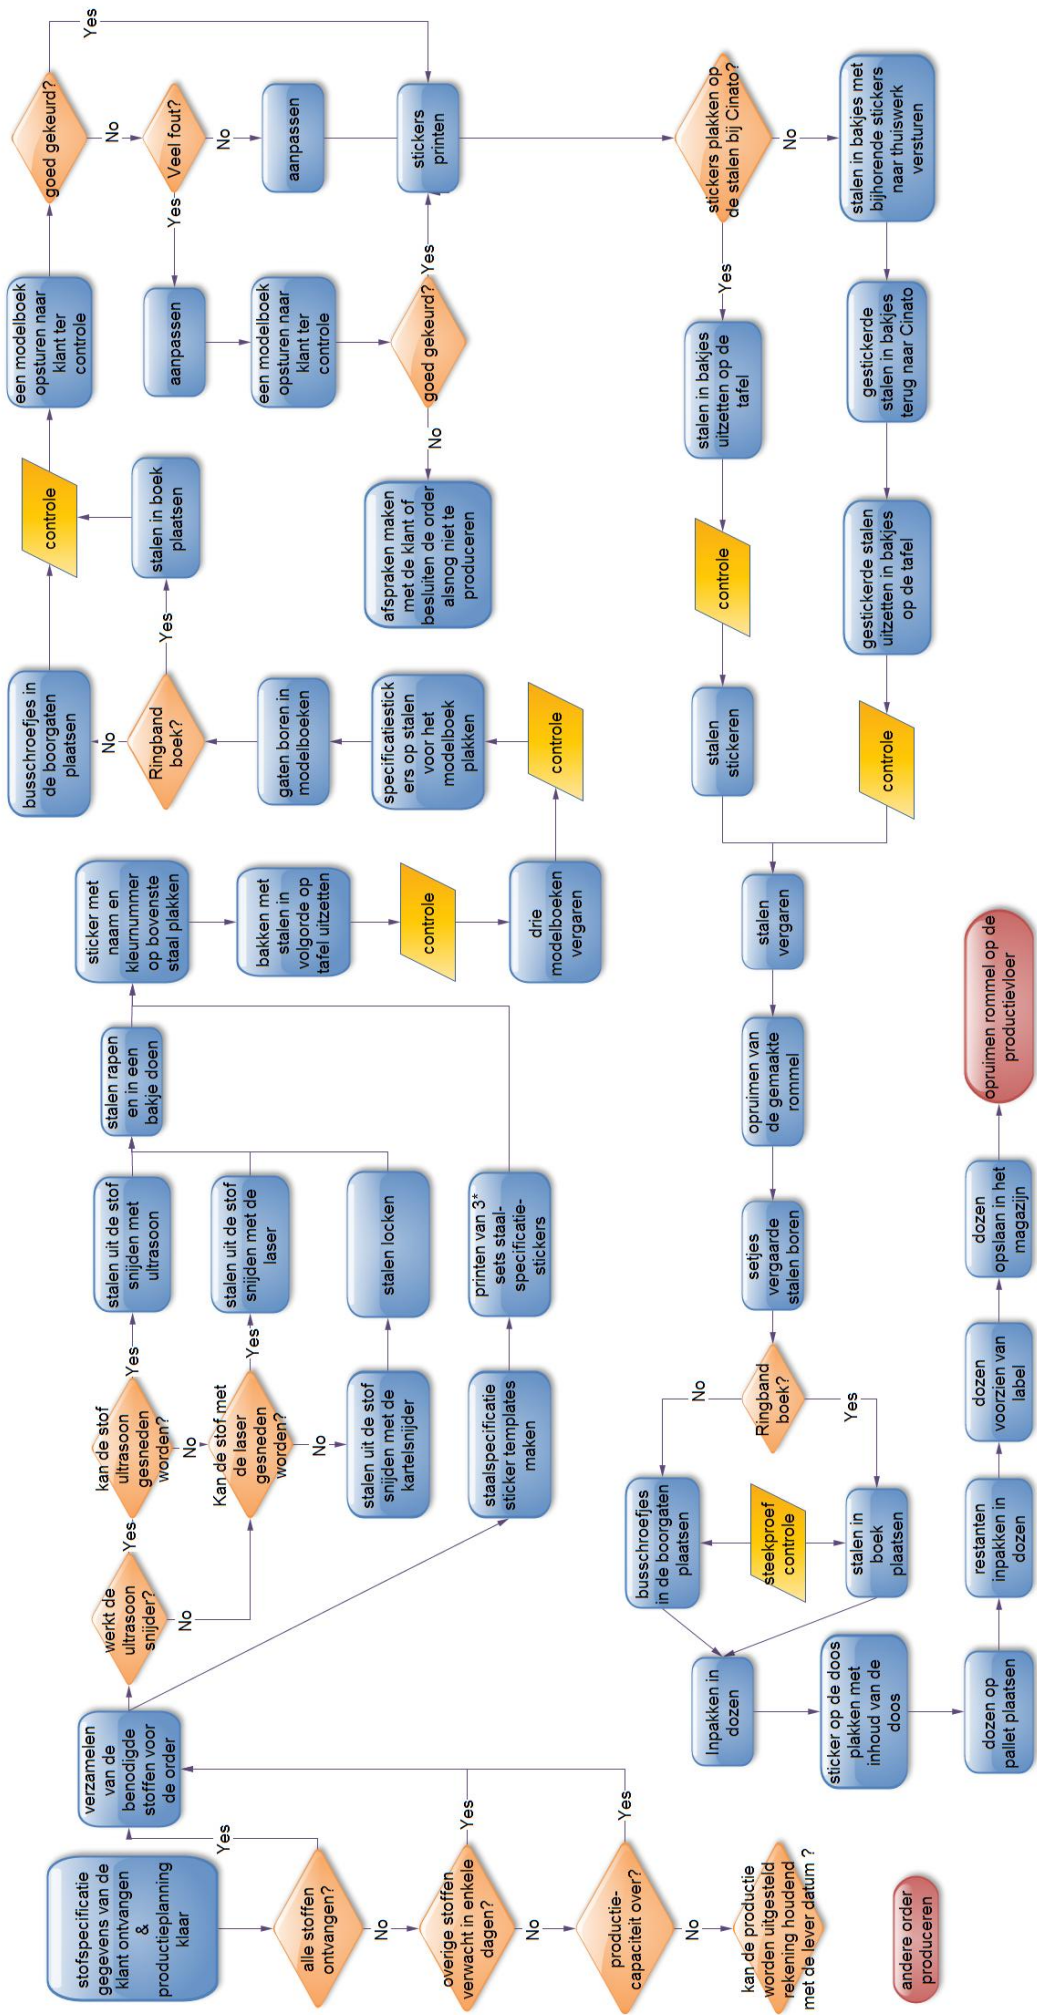 stofspecificatie
gegevens van de
klant ontvangen
&
productieplanning
klaar
alle stoffen
ontvangen?
Yes
No
overige stoffen
verwacht in enkele
dagen?
Yes
No
productie-
capaciteit over?
Yes
No
kan de productie
worden uitgesteld
rekening houdend
met de lever datum ?
andere order
produceren
verzamelen
van de
benodigde
stoffen voor
de order
werkt de
ultrasoon
snijder?
Yes
No
kan de stof
ultrasoon
gesneden
worden?
Yes
No
Kan de stof met
de laser
gesneden
worden?
Yes
No
stalen uit de stof
snijden met
ultrasoon
stalen uit de stof
snijden met de
laser
stalen uit de stof
snijden met de
kartelsnijder
stalen locken
staalspecificatie
sticker templates
maken
printen van 3*
sets staal-
specificatie-
stickers
stalen rapen
en in een
bakje doen
sticker met
naam en
kleurnummer
op bovenste
staal plakken
bakken met
stalen in
volgorde op
tafel uitzetten
controle
drie
modelboeken
vergaren
controle
specificatiestick
ers op stalen
voor het
modelboek
plakken
gaten boren in
modelboeken
Ringband
boek?
No
Yes
busschroefjes in
de boorgaten
plaatsen
stalen in boek
plaatsen
controle
een modelboek
opsturen naar
klant ter
controle
goed gekeurd?
Yes
No
Veel fout?
Yes
No
aanpassen
aanpassen
een modelboek
opsturen naar
klant ter
controle
goed gekeurd?
Yes
No
afspraken maken
met de klant of
besluiten de order
alsnog niet te
produceren
stickers
printen
stickers plakken op
de stalen bij Cinato?
Yes
No
stalen in bakjes
uitzetten op de
tafel
controle
stalen
stickeren
stalen in bakjes met
bijhorende stickers
naar thuiswerk
versturen
gestickerde
stalen in bakjes
terug naar Cinato
gestickerde stalen
uitzetten in bakjes
op de tafel
controle
stalen
vergaren
opruimen van
de gemaakte
rommel
setjes
vergaarde
stalen boren
Ringband
boek?
No
Yes
busschroefjes
in de boorgaten
plaatsen
steekproef
controle
stalen in
boek
plaatsen
Inpakken in
dozen
sticker op de doos
plakken met
inhoud van de
doos
dozen op
pallet plaatsen
restanten
inpakken in
dozen
dozen
voorzien van
label
dozen
opslaan in het
magazijn
opruimen rommel op de
productievloer